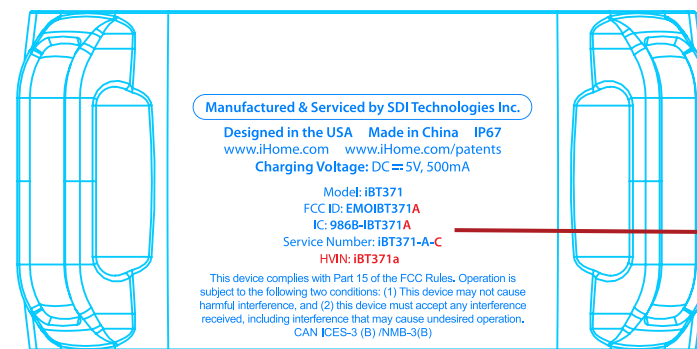 Manufactured & Serviced by SDI Technologies Inc.
Designed in the USA Made in China IP67
www.iHome.com www.iHome.com/patents
Charging Voltage: DC⎓5V, 500mA
Model: iBT371
FCC ID: EMOIBT371A
IC: 986B-IBT371A
Service Number: iBT371-A-C
HVIN: iBT371a
This device complies with Part 15 of the FCC Rules. Operation is
subject to the following two conditions: (1) This device may not cause
harmful interference, and (2) this device must accept any interference
received, including interference that may cause undesired operation.
CAN ICES-3 (B) /NMB-3(B)